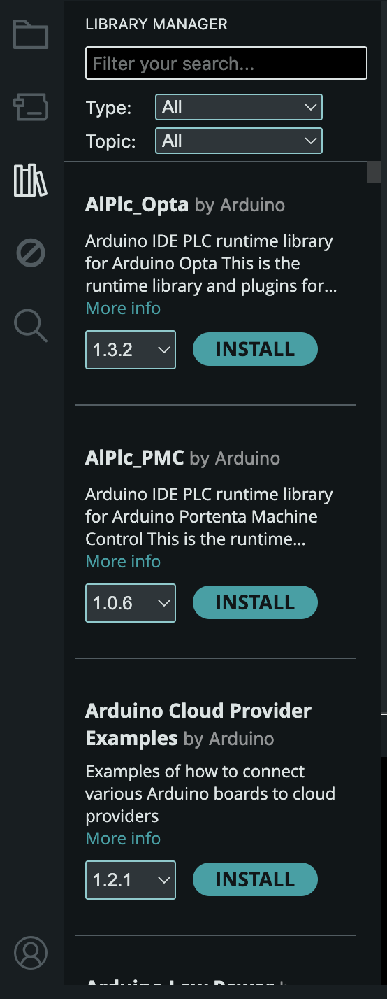 LIBRARY MANAGER
Filter your search...
Type: All
Topic: All
AlPlc_Opta by Arduino
Arduino IDE PLC runtime library
for Arduino Opta This is the
runtime library and plugins for...
More info
1.3.2 INSTALL
AlPlc_PMC by Arduino
Arduino IDE PLC runtime library
for Arduino Portenta Machine
Control This is the runtime...
More info
1.0.6 INSTALL
Arduino Cloud Provider
Examples by Arduino
Examples of how to connect
various Arduino boards to cloud
providers
More info
1.2.1 INSTALL
Arduino Low Power